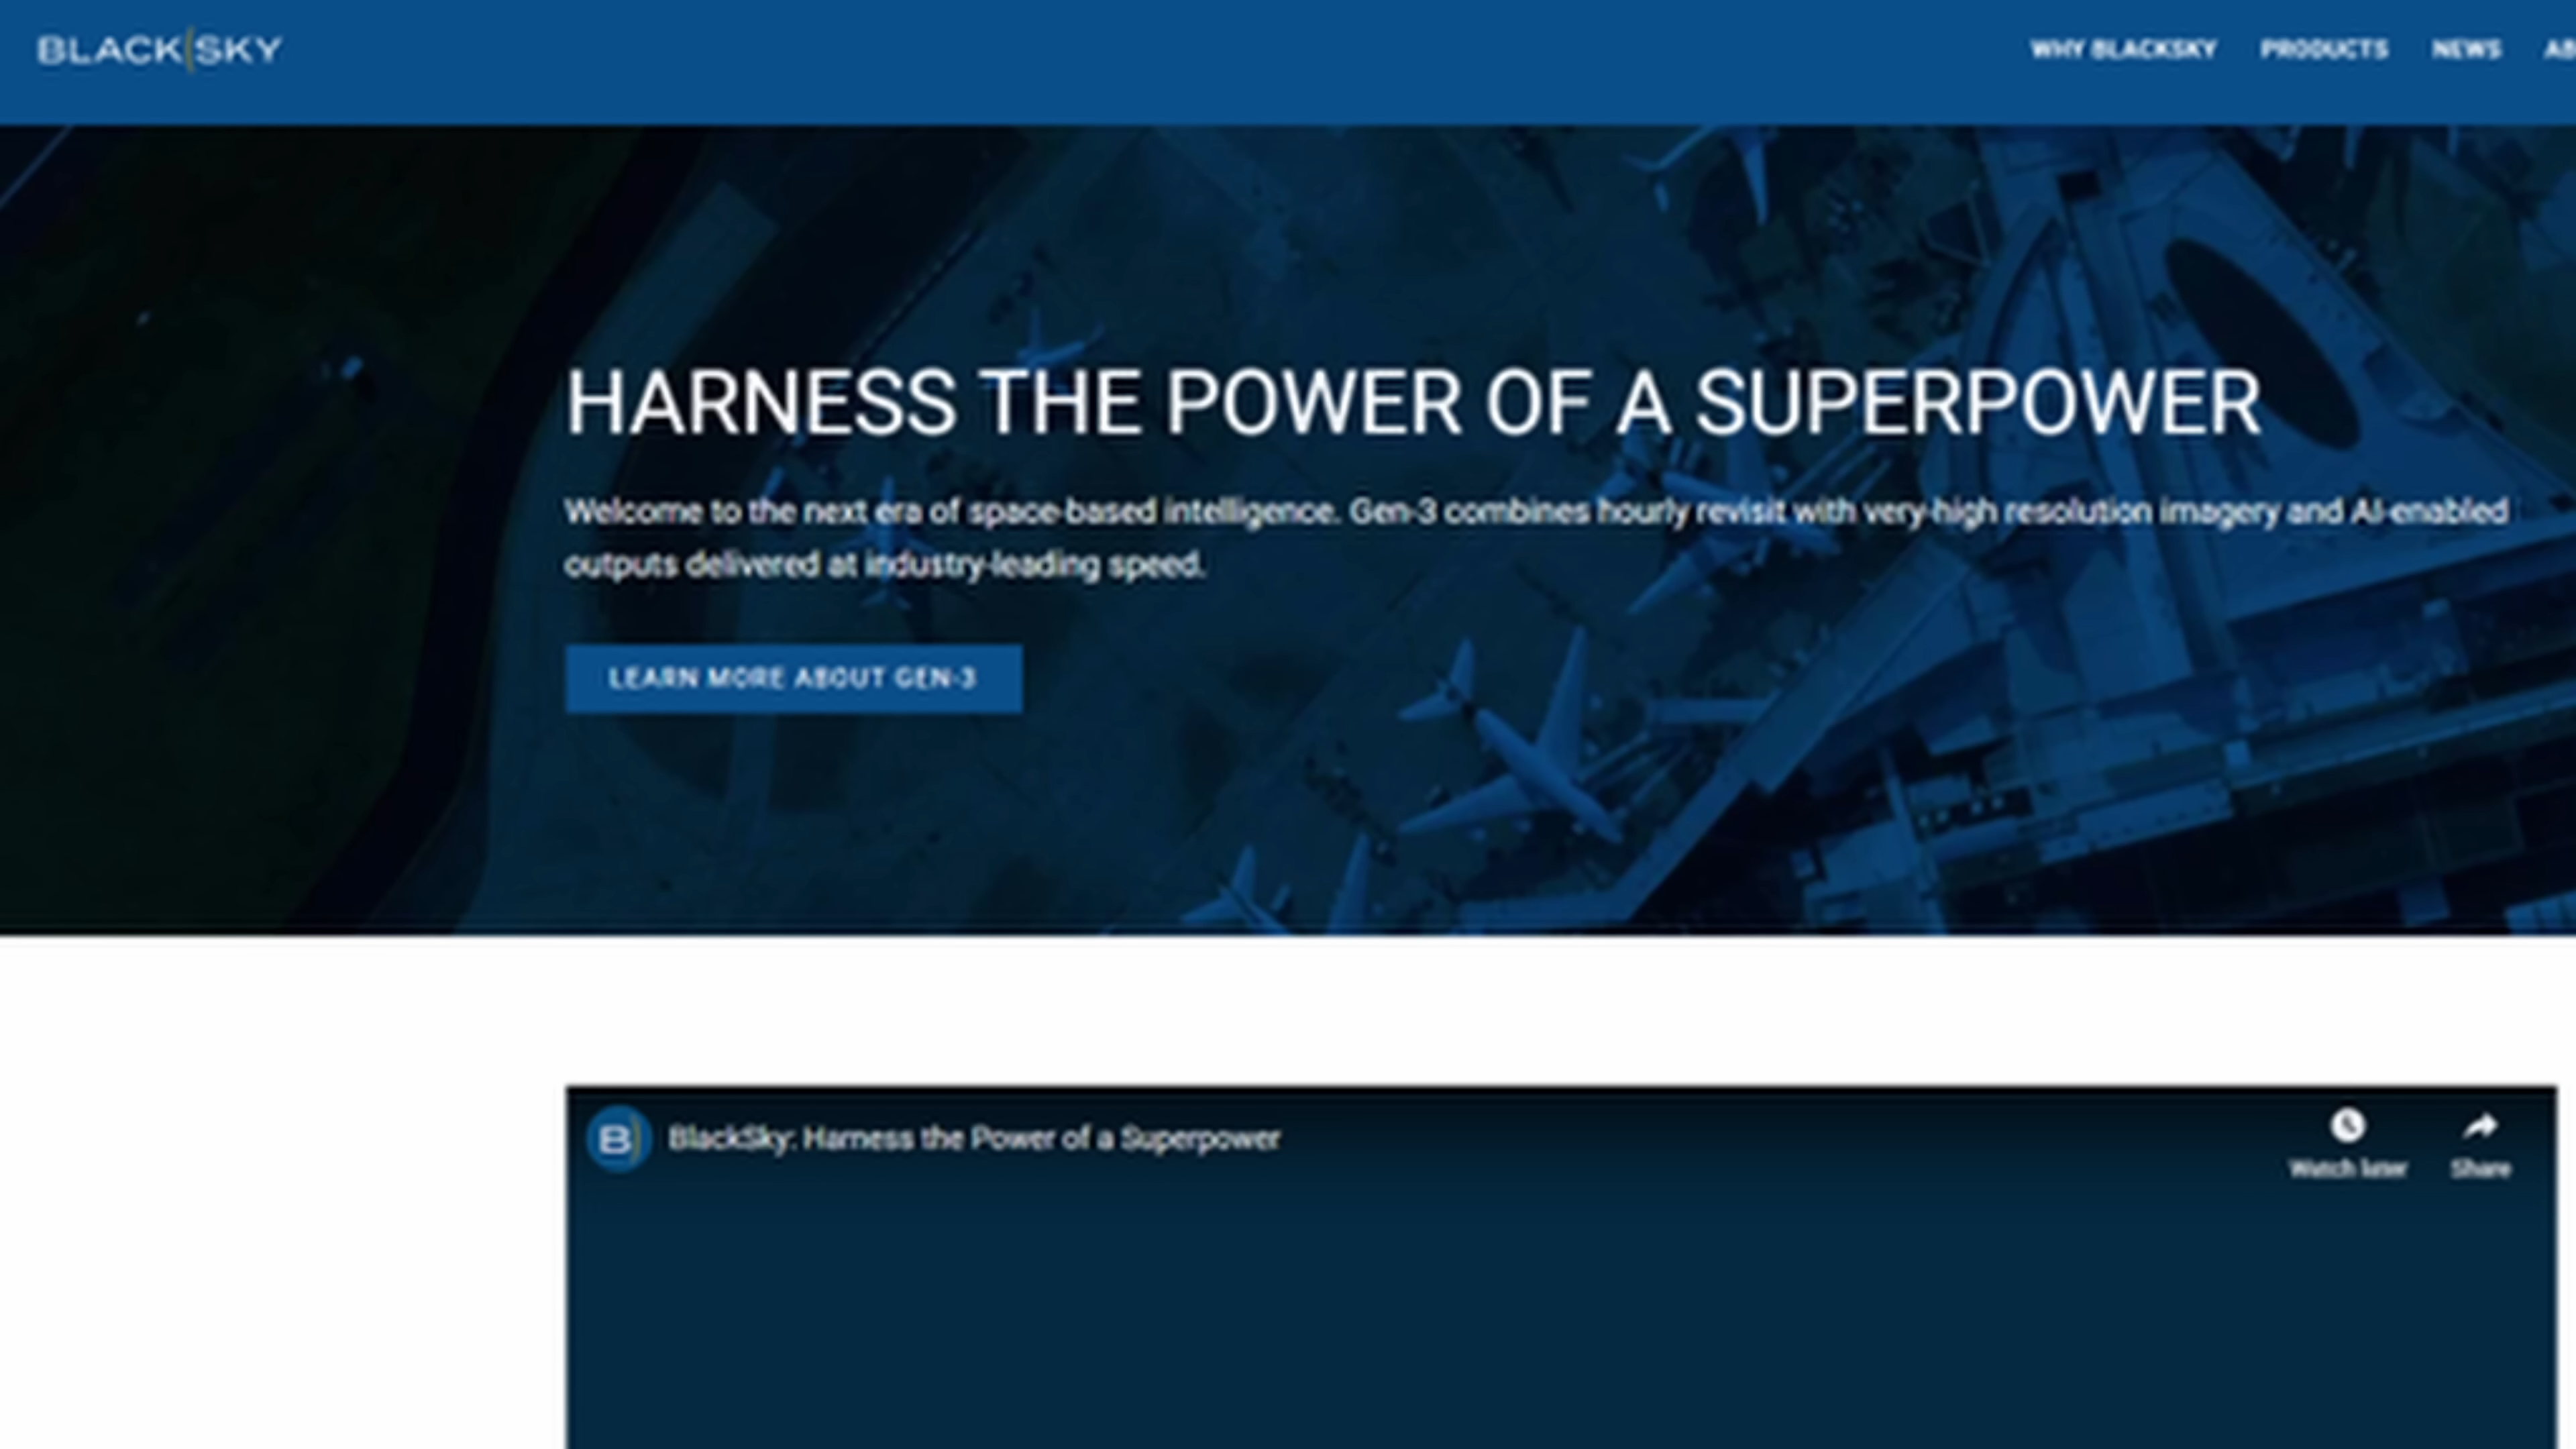 BLACKSKY
WHY BLACKSKY PRODUCTS NEWS AB
HARNESS THE POWER OF A SUPERPOWER
Welcome to the next era of space-based intelligence. Gen-3 combines hourly revisit with very-high resolution imagery and AI-enabled
outputs delivered at industry-leading speed.
LEARN MORE ABOUT GEN-3
B
BlackSky: Harness the Power of a Superpower
Watch later Share